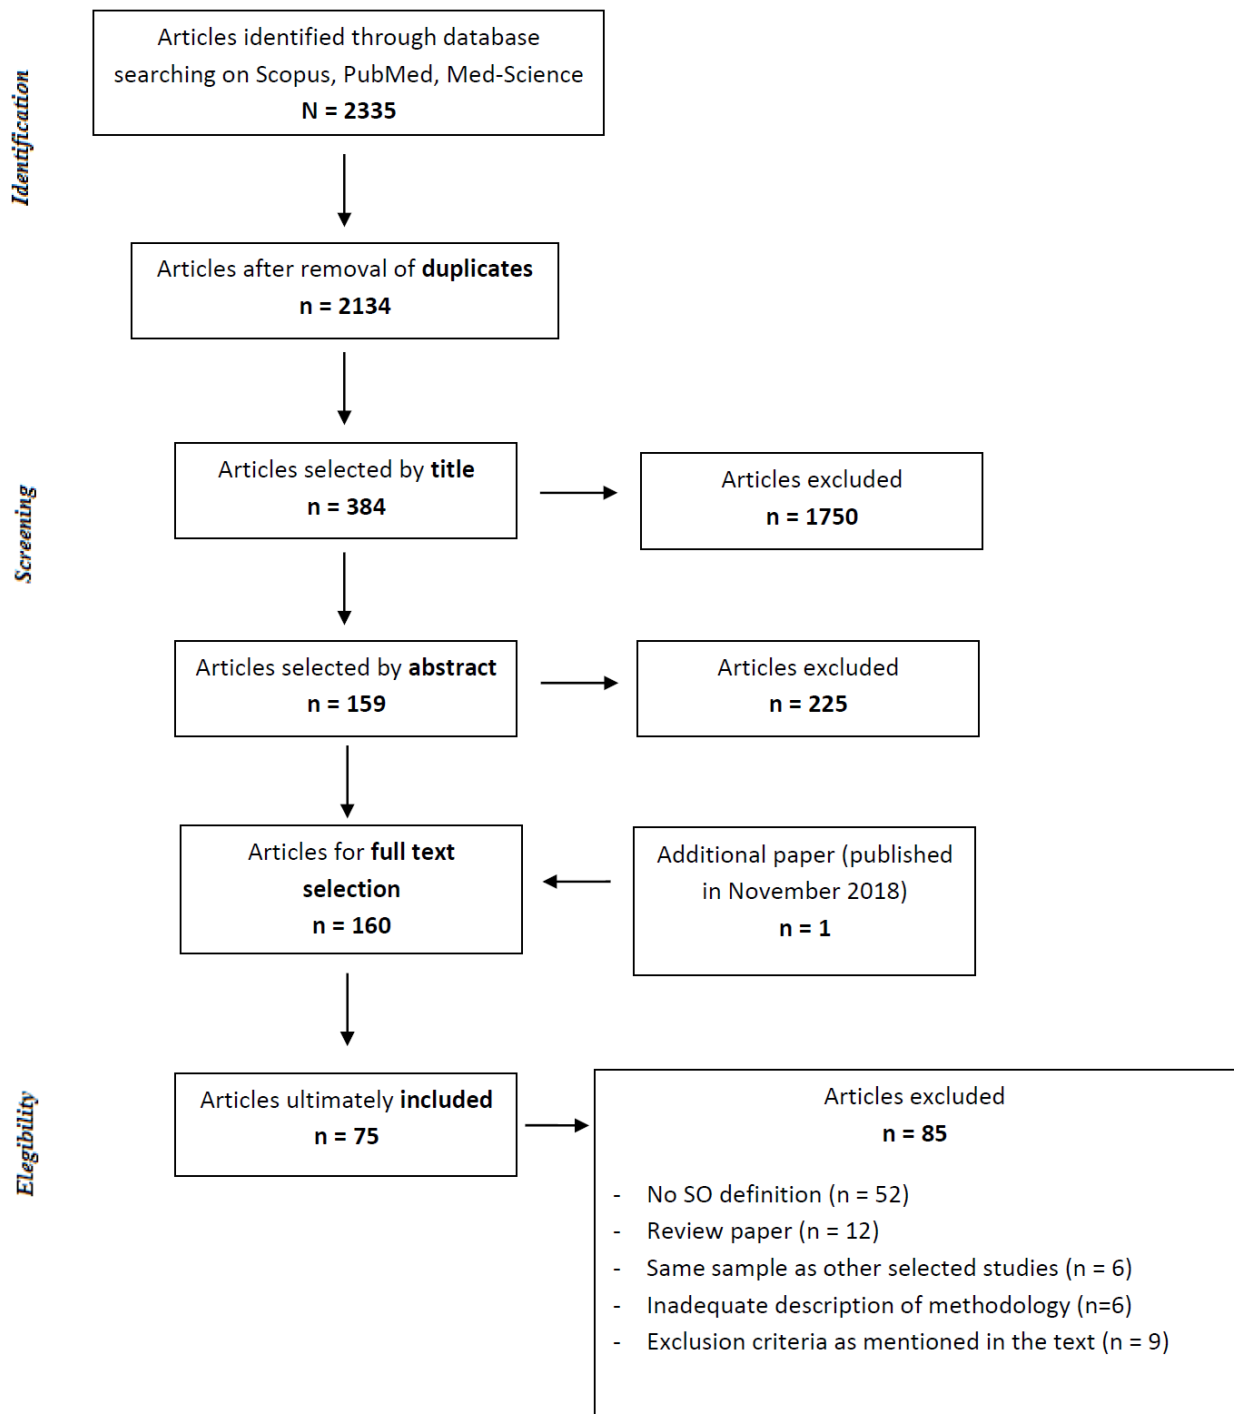 Identification
Articles identified through database
searching on Scopus, PubMed, Med-Science
N = 2335
Articles after removal of duplicates
n = 2134
Screening
Articles selected by title
n = 384
Articles excluded
n = 1750
Articles selected by abstract
n = 159
Articles excluded
n = 225
Articles for full text
selection
n = 160
Additional paper (published
in November 2018)
n = 1
Elegibility
Articles ultimately included
n = 75
Articles excluded
n = 85
- No SO definition (n = 52)
- Review paper (n = 12)
- Same sample as other selected studies (n = 6)
- Inadequate description of methodology (n=6)
- Exclusion criteria as mentioned in the text (n = 9)